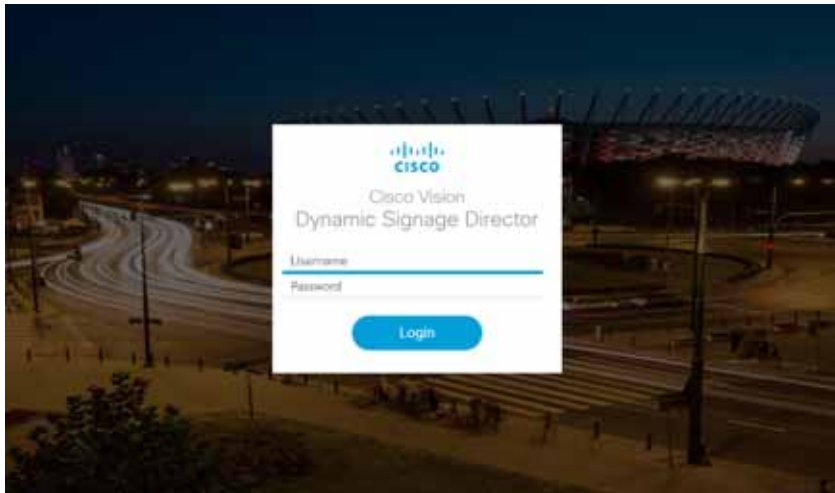 CISCO
Cisco Vision
Dynamic Signage Director
Username
Password
Login